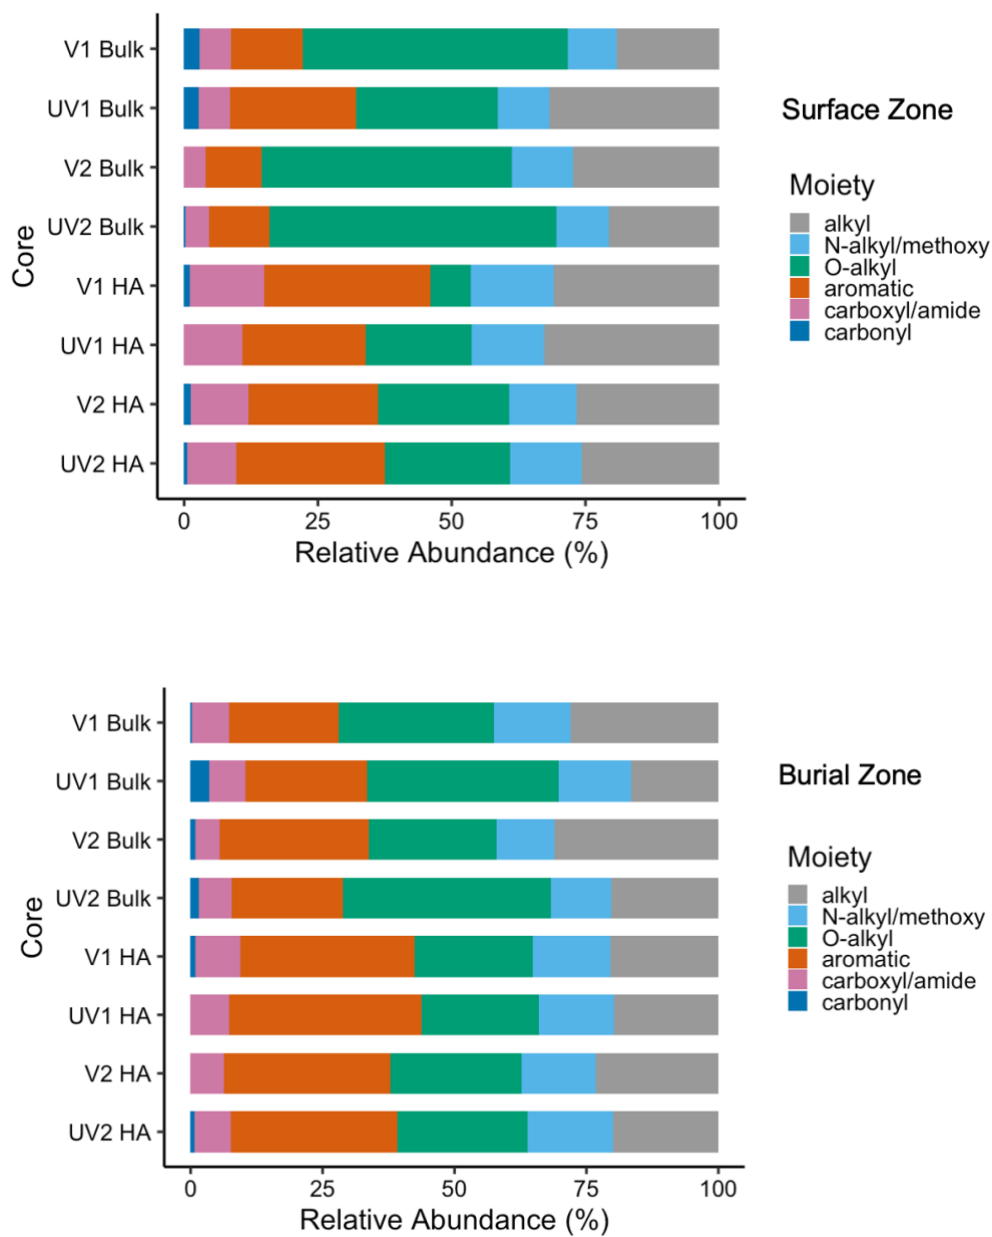 V1 Bulk
UV1 Bulk
V2 Bulk
UV2 Bulk
V1 HA
UV1 HA
V2 HA
UV2 HA
Core
0 25 50 75 100
Relative Abundance (%)
Surface Zone
Moiety
alkyl
N-alkyl/methoxy
O-alkyl
aromatic
carboxyl/amide
carbonyl
V1 Bulk
UV1 Bulk
V2 Bulk
UV2 Bulk
V1 HA
UV1 HA
V2 HA
UV2 HA
Core
0 25 50 75 100
Relative Abundance (%)
Burial Zone
Moiety
alkyl
N-alkyl/methoxy
O-alkyl
aromatic
carboxyl/amide
carbonyl